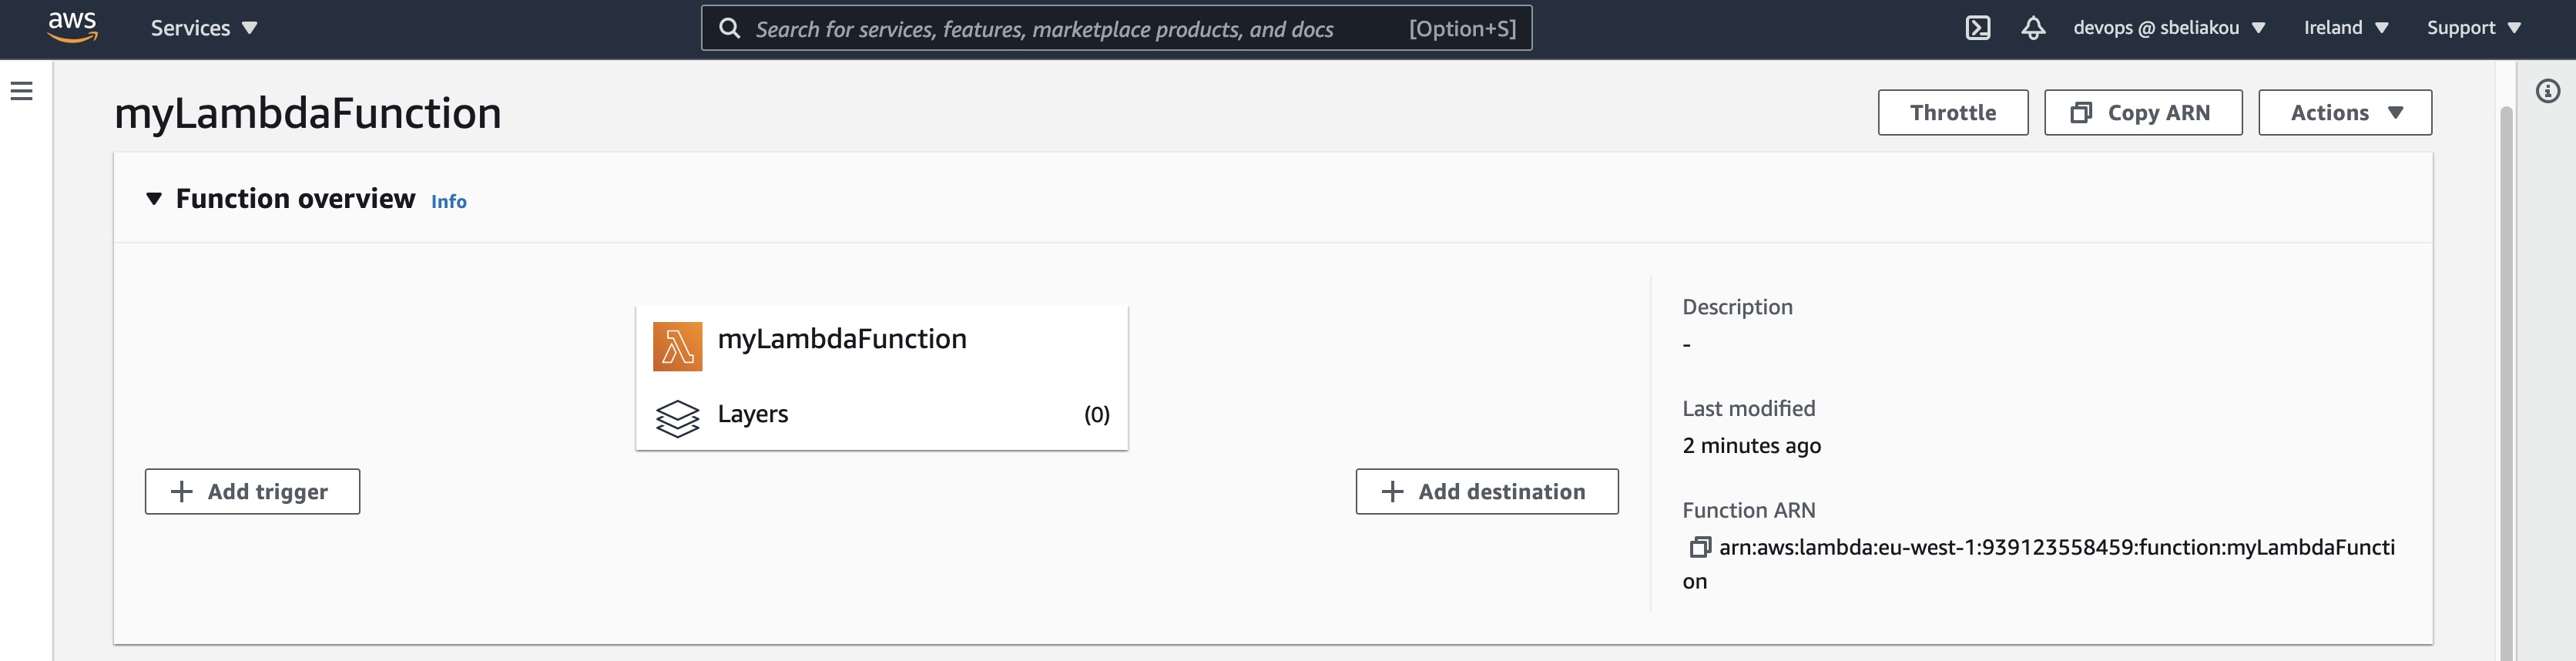 aws Services Search for services, features, marketplace products, and docs [Option+S] devops @ sbeliakou Ireland Support
myLambdaFunction Throttle Copy ARN Actions
Function overview Info
myLambdaFunction
Layers (0)
Add trigger
Add destination
Description
-
Last modified
2 minutes ago
Function ARN
arn:aws:lambda:eu-west-1:939123558459:function:myLambdaFuncti
on